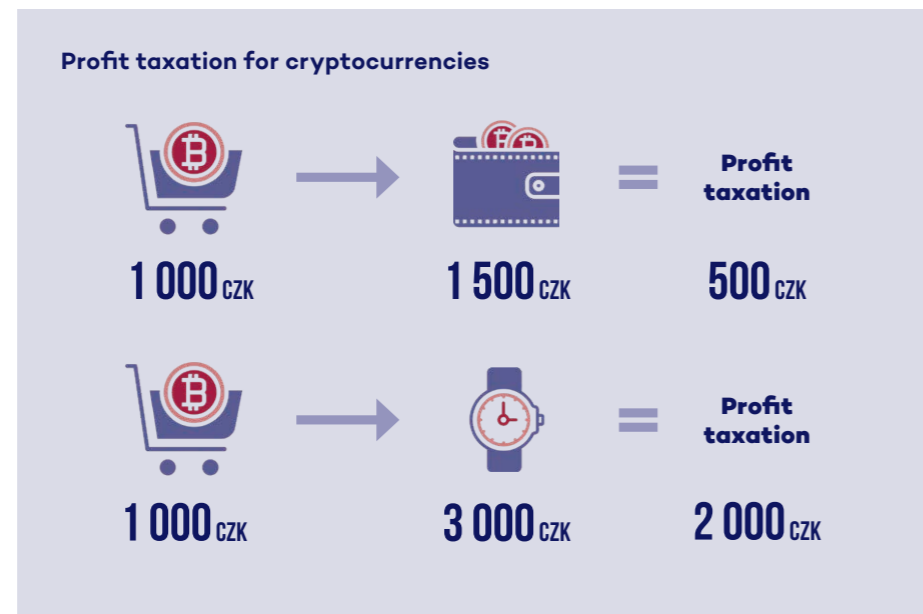 Profit taxation for cryptocurrencies
Profit
taxation
1 000 CZK
1 500 CZK
500 CZK
Profit
taxation
1 000 CZK
3 000 CZK
2 000 CZK